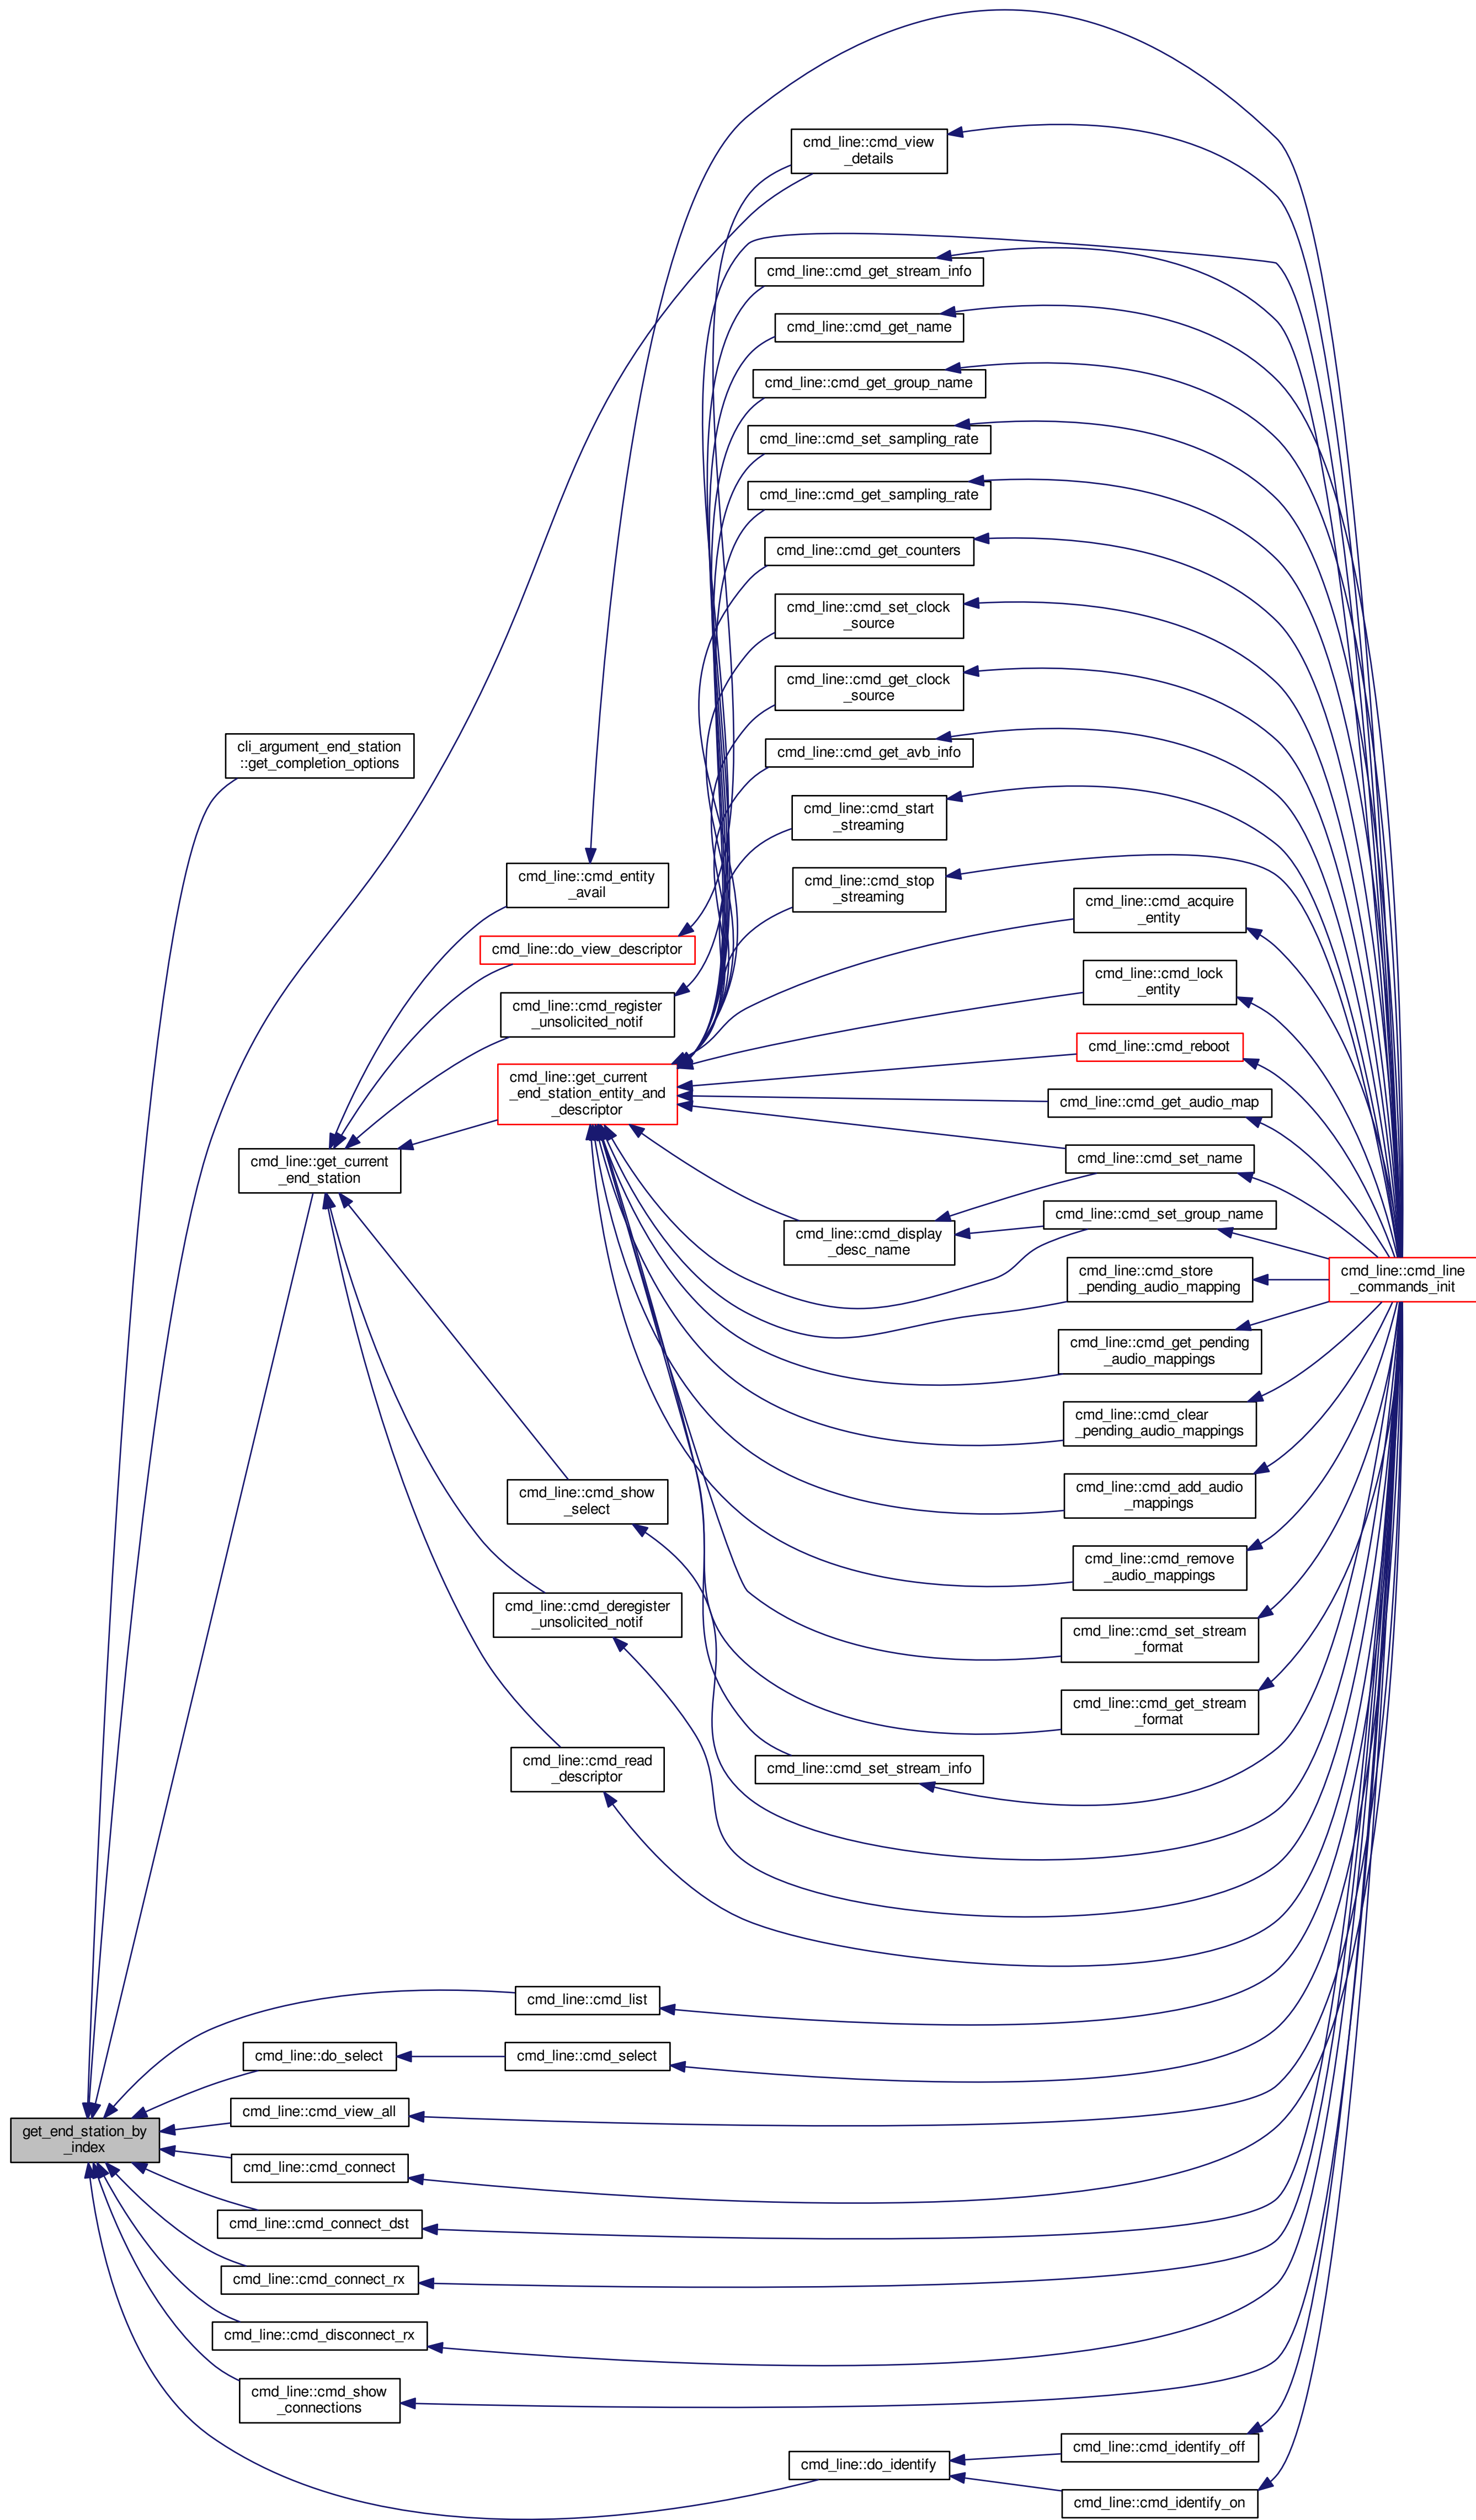 cmd_line::cmd_view
_details
cmd_line::cmd_get_stream_info
cmd_line::cmd_get_name
cmd_line::cmd_get_group_name
cmd_line::cmd_set_sampling_rate
cmd_line::cmd_get_sampling_rate
cmd_line::cmd_get_counters
cmd_line::cmd_set_clock
_source
cmd_line::cmd_get_clock
_source
cli_argument_end_station
::get_completion_options
cmd_line::cmd_get_avb_info
cmd_line::cmd_start
_streaming
cmd_line::cmd_entity
_avail
cmd_line::cmd_stop
_streaming
cmd_line::cmd_acquire
_entity
cmd_line::do_view_descriptor
cmd_line::cmd_lock
_entity
cmd_line::cmd_register
_unsolicited_notif
cmd_line::cmd_reboot
cmd_line::get_current
_end_station_entity_and
_descriptor
cmd_line::cmd_get_audio_map
cmd_line::get_current
_end_station
cmd_line::cmd_set_name
cmd_line::cmd_set_group_name
cmd_line::cmd_display
_desc_name
cmd_line::cmd_store
_pending_audio_mapping
cmd_line::cmd_line
_commands_init
cmd_line::cmd_get_pending
_audio_mappings
cmd_line::cmd_clear
_pending_audio_mappings
cmd_line::cmd_add_audio
_mappings
cmd_line::cmd_show
_select
cmd_line::cmd_remove
_audio_mappings
cmd_line::cmd_deregister
_unsolicited_notif
cmd_line::cmd_set_stream
_format
cmd_line::cmd_get_stream
_format
cmd_line::cmd_read
_descriptor
cmd_line::cmd_set_stream_info
cmd_line::cmd_list
cmd_line::do_select
cmd_line::cmd_select
cmd_line::cmd_view_all
get_end_station_by
_index
cmd_line::cmd_connect
cmd_line::cmd_connect_dst
cmd_line::cmd_connect_rx
cmd_line::cmd_disconnect_rx
cmd_line::cmd_show
_connections
cmd_line::cmd_identify_off
cmd_line::do_identify
cmd_line::cmd_identify_on